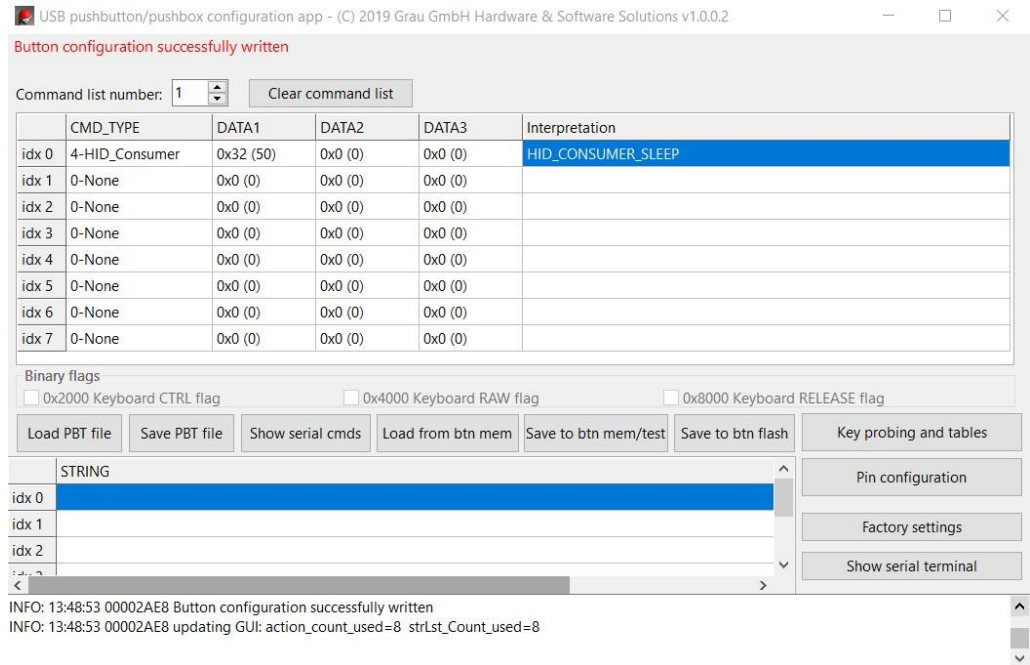 USB pushbutton/pushbox configuration app - (C) 2019 Grau GmbH Hardware & Software Solutions v1.0.0.2
Button configuration successfully written
Command list number: 1 Clear command list
CMD_TYPE DATA1 DATA2 DATA3 Interpretation
idx 0 4-HID_Consumer 0x32 (50) 0x0 (0) 0x0 (0) HID_CONSUMER_SLEEP
idx 1 0-None 0x0 (0) 0x0 (0) 0x0 (0)
idx 2 0-None 0x0 (0) 0x0 (0) 0x0 (0)
idx 3 0-None 0x0 (0) 0x0 (0) 0x0 (0)
idx 4 0-None 0x0 (0) 0x0 (0) 0x0 (0)
idx 5 0-None 0x0 (0) 0x0 (0) 0x0 (0)
idx 6 0-None 0x0 (0) 0x0 (0) 0x0 (0)
idx 7 0-None 0x0 (0) 0x0 (0) 0x0 (0)
Binary flags
0x2000 Keyboard CTRL flag 0x4000 Keyboard RAW flag 0x8000 Keyboard RELEASE flag
Load PBT file Save PBT file Show serial cmds Load from btn mem Save to btn mem/test Save to btn flash Key probing and tables
STRING
Pin configuration
idx 0
idx 1
Factory settings
idx 2
Show serial terminal
INFO: 13:48:53 00002AE8 Button configuration successfully written
INFO: 13:48:53 00002AE8 updating GUI: action_count_used=8 strLst_Count_used=8